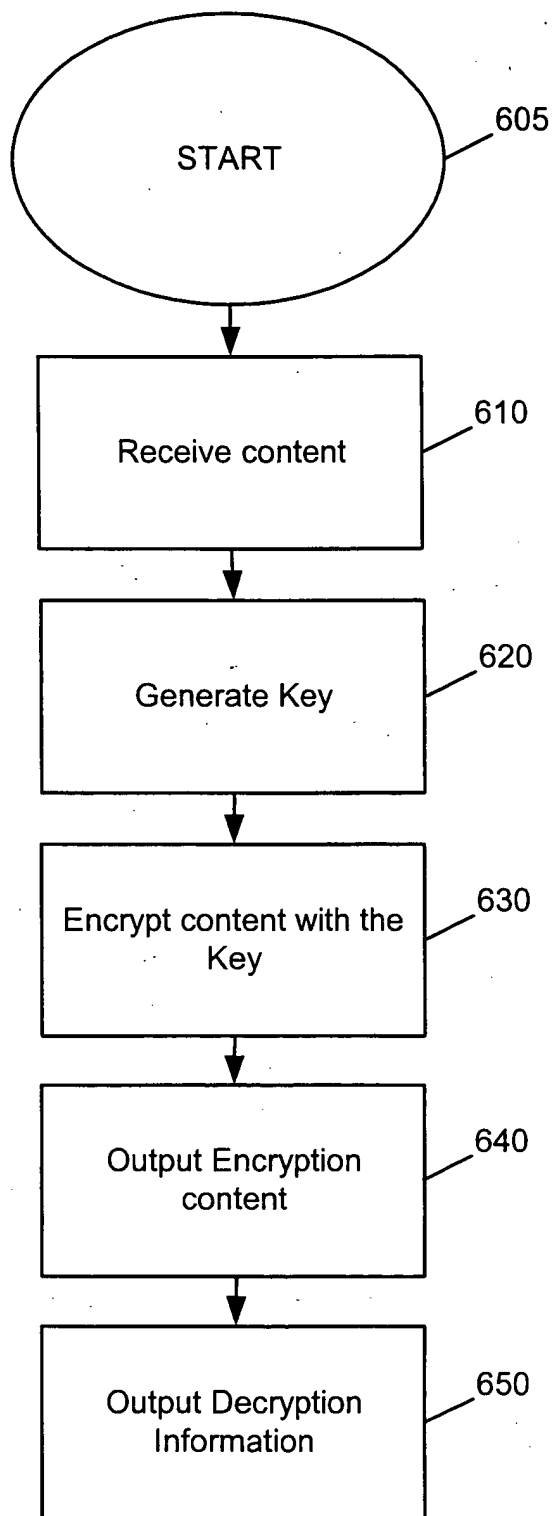 START
605
Receive content
610
Generate Key
620
Encrypt content with the
Key
630
Output Encryption
content
640
Output Decryption
Information
650